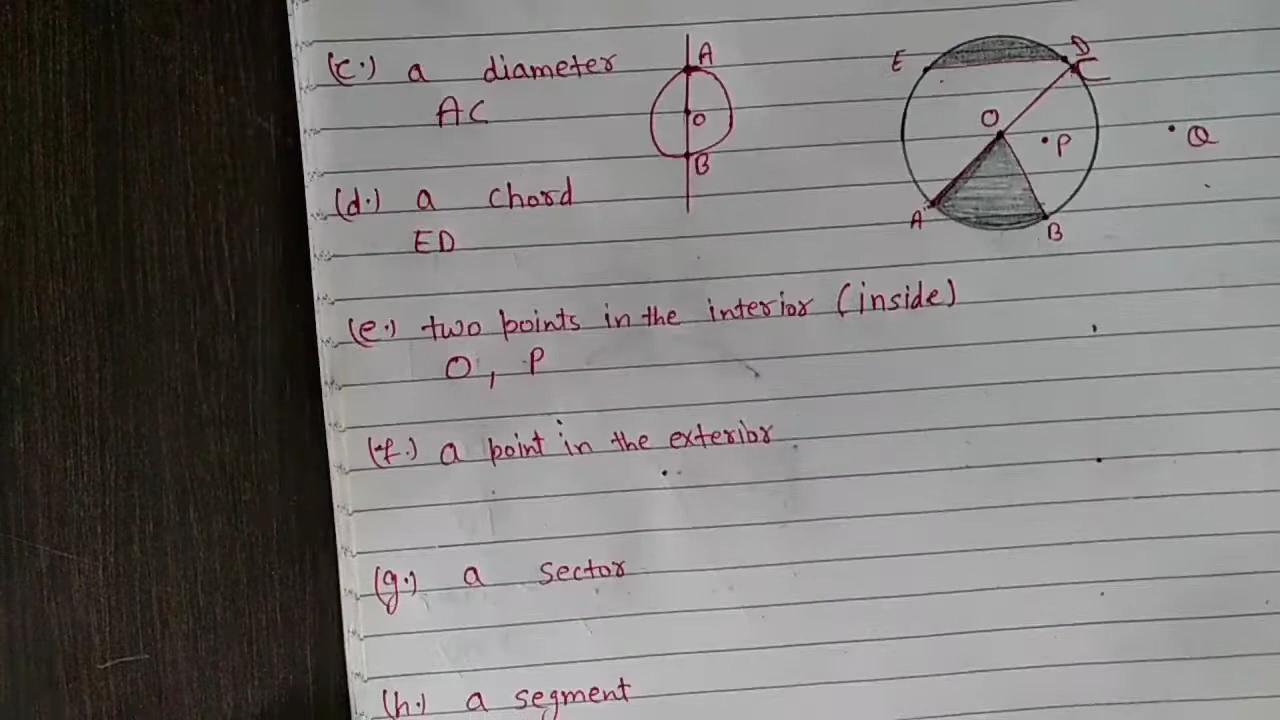 (c.) a diameter
AC
A
O
B
E
D
C
O
.P
.Q
A
B
(d.) a chord
ED
(e.) two points in the interior (inside)
O, P
(f.) a point in the exterior
(g.) a sector
(h.) a segment